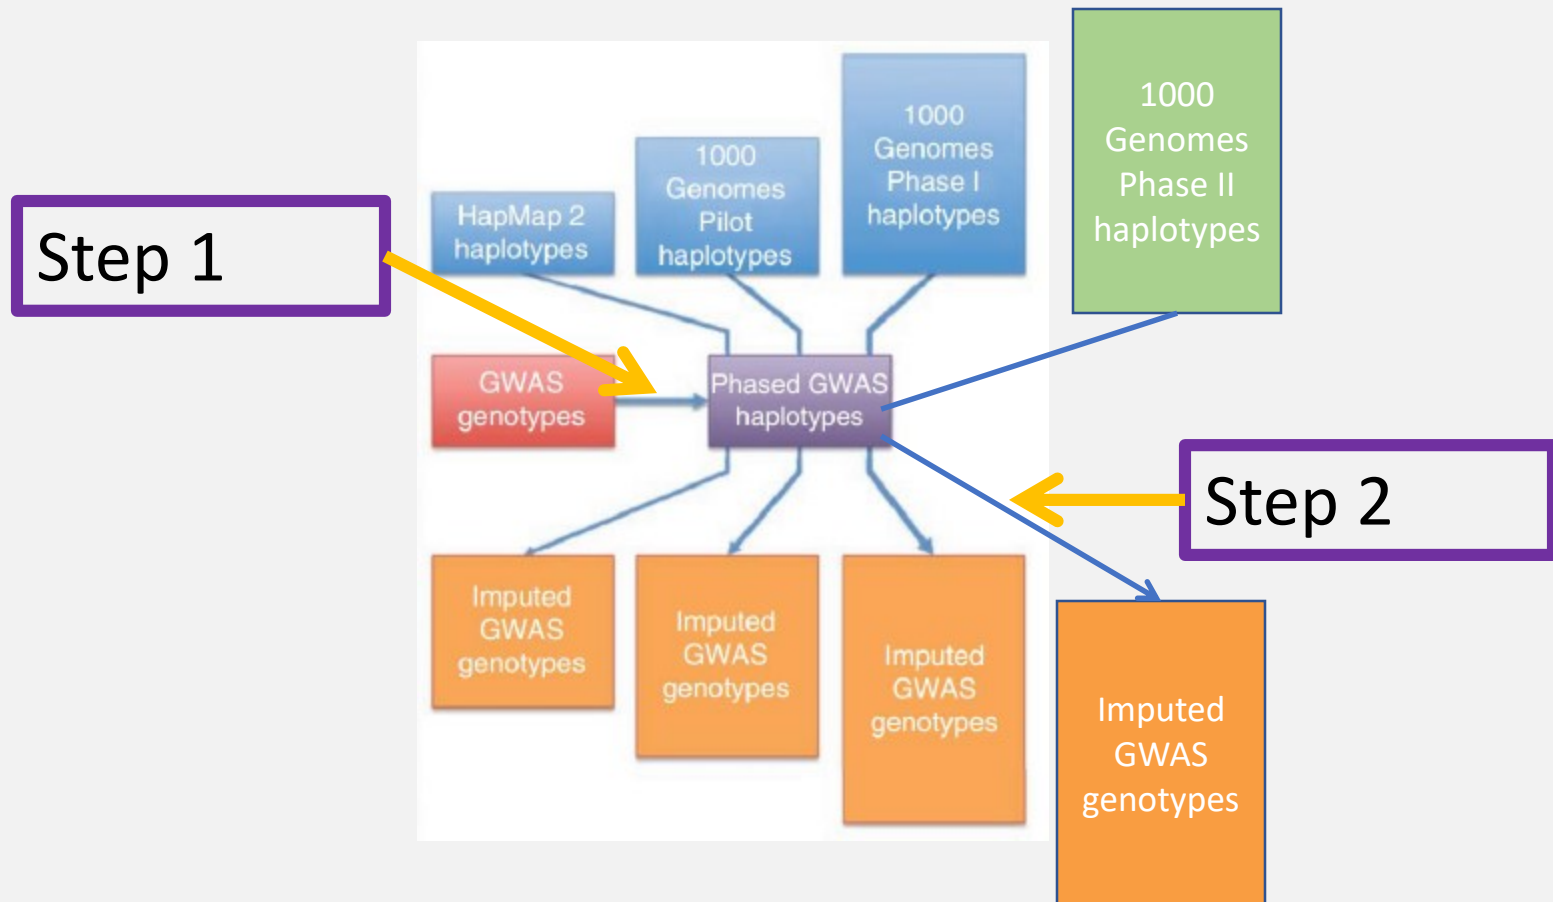 1000
Genomes
Phase II
haplotypes
1000
Genomes
Phase I
haplotypes
1000
Genomes
Pilot
haplotypes
HapMap 2
haplotypes
Step 1
GWAS
genotypes
Phased GWAS
haplotypes
Step 2
Imputed
GWAS
genotypes
Imputed
GWAS
genotypes
Imputed
GWAS
genotypes
Imputed
GWAS
genotypes